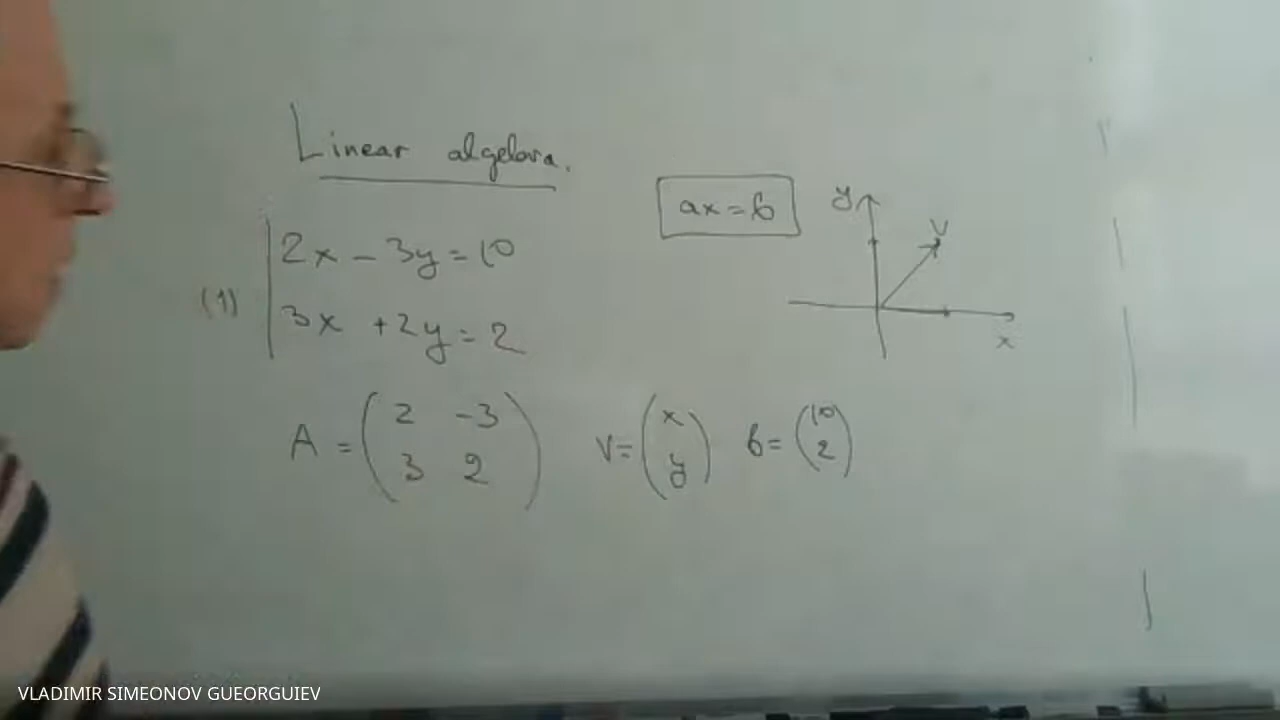 Linear algebra.
ax = b
y
V
x
(1)
2x - 3y = 10
3x + 2y = 2
A = ( 2 -3 3 2 ) V = ( x y ) b = ( 10 2 )
VLADIMIR SIMEONOV GUEORGUIEV